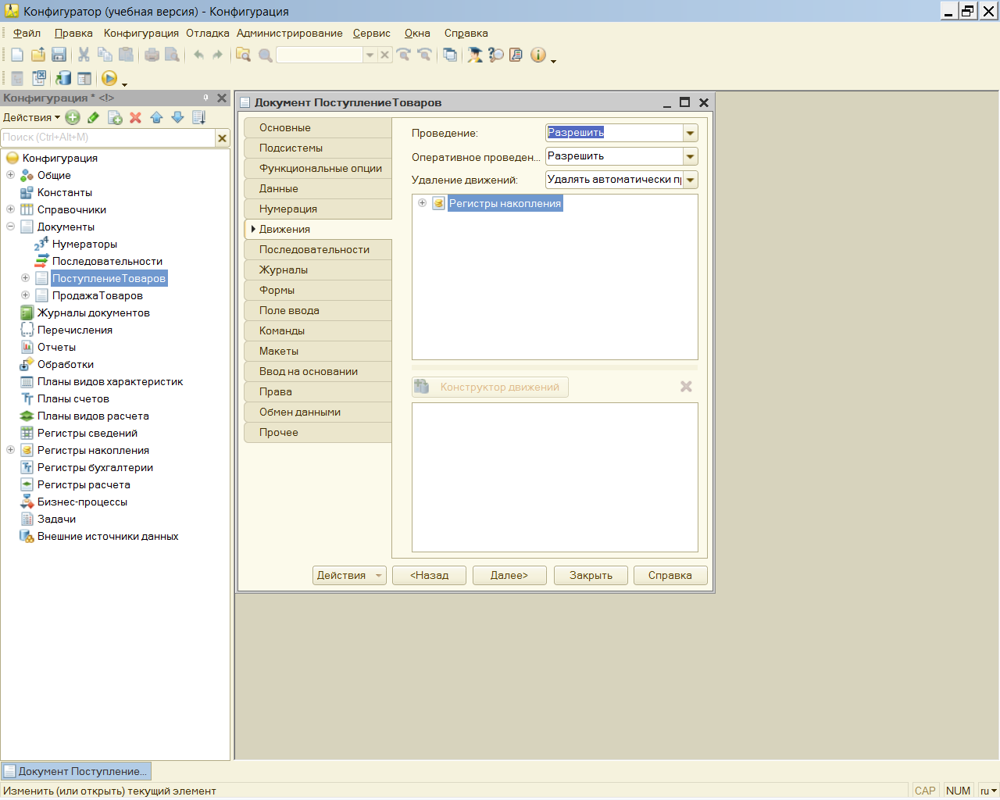 Конфигуратор (учебная версия) - Конфигурация
Файл Правка Конфигурация Отладка Администрирование Сервис Окна Справка
Конфигурация * <!>
Действия
Поиск (Ctrl+Alt+M)
Конфигурация
Общие
Константы
Справочники
Документы
Нумераторы
Последовательности
ПоступлениеТоваров
ПродажаТоваров
Журналы документов
Перечисления
Отчеты
Обработки
Планы видов характеристик
Планы счетов
Планы видов расчета
Регистры сведений
Регистры накопления
Регистры бухгалтерии
Регистры расчета
Бизнес-процессы
Задачи
Внешние источники данных
Документ ПоступлениеТоваров
Основные
Подсистемы
Функциональные опции
Данные
Нумерация
Движения
Последовательности
Журналы
Формы
Поле ввода
Команды
Макеты
Ввод на основании
Права
Обмен данными
Прочее
Проведение: Разрешить
Оперативное проведен... Разрешить
Удаление движений: Удалять автоматически пр
Регистры накопления
Конструктор движений
Действия <Назад Далее> Закрыть Справка
Документ Поступление...
Изменить (или открыть) текущий элемент CAP NUM ru